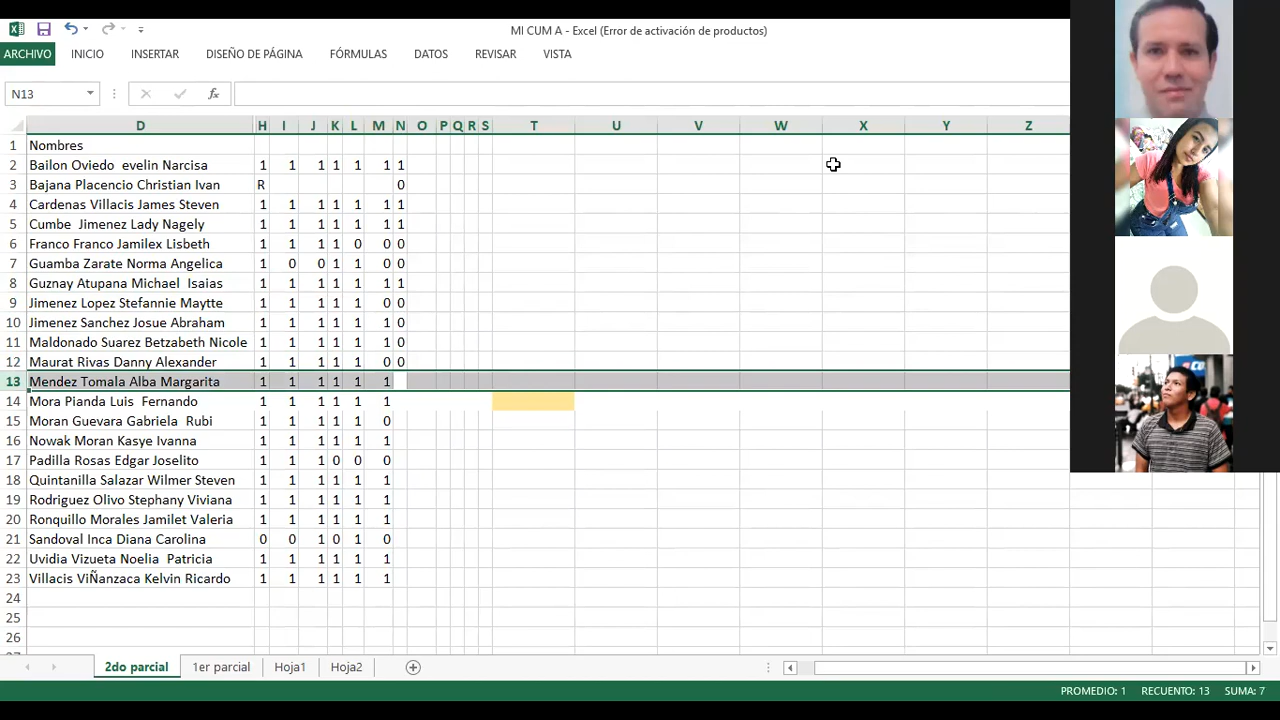 MI CUM A - Excel (Error de activación de productos)
ARCHIVO INICIO INSERTAR DISEÑO DE PÁGINA FÓRMULAS DATOS REVISAR VISTA
N13 fx
D H I J K L M N O P Q R S T U V W X Y Z
1 Nombres
2 Bailon Oviedo  evelin Narcisa 1 1 1 1 1 1 1
3 Bajana Placencio Christian Ivan R 0
4 Cardenas Villacis James Steven 1 1 1 1 1 1 1
5 Cumbe  Jimenez Lady Nagely 1 1 1 1 1 1 1
6 Franco Franco Jamilex Lisbeth 1 1 1 1 0 0 0
7 Guamba Zarate Norma Angelica 1 0 0 1 1 0 0
8 Guznay Atupana Michael  Isaias 1 1 1 1 1 1 1
9 Jimenez Lopez Stefannie Maytte 1 1 1 1 1 0 0
10 Jimenez Sanchez Josue Abraham 1 1 1 1 1 1 0
11 Maldonado Suarez Betzabeth Nicole 1 1 1 1 1 1 0
12 Maurat Rivas Danny Alexander 1 1 1 1 1 0 0
13 Mendez Tomala Alba Margarita 1 1 1 1 1 1
14 Mora Pianda Luis  Fernando 1 1 1 1 1 1
15 Moran Guevara Gabriela  Rubi 1 1 1 1 1 0
16 Nowak Moran Kasye Ivanna 1 1 1 1 1 1
17 Padilla Rosas Edgar Joselito 1 1 1 0 0 0
18 Quintanilla Salazar Wilmer Steven 1 1 1 1 1 1
19 Rodriguez Olivo Stephany Viviana 1 1 1 1 1 1
20 Ronquillo Morales Jamilet Valeria 1 1 1 1 1 1
21 Sandoval Inca Diana Carolina 0 0 1 0 1 0
22 Uvidia Vizueta Noelia  Patricia 1 1 1 1 1 1
23 Villacis ViÑanzaca Kelvin Ricardo 1 1 1 1 1 1
24
25
26
2do parcial 1er parcial Hoja1 Hoja2
PROMEDIO: 1 RECUENTO: 13 SUMA: 7